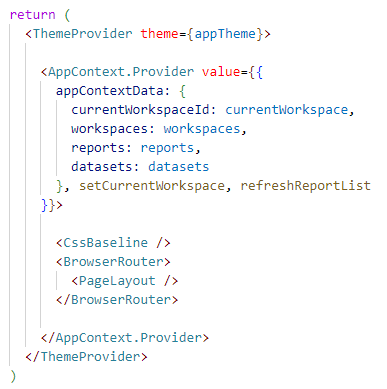 return (
<ThemeProvider theme={appTheme}>
<AppContext.Provider value={{
appContextData: {
currentWorkspaceId: currentWorkspace,
workspaces: workspaces,
reports: reports,
datasets: datasets
}, setCurrentWorkspace, refreshReportList
}}>
<CssBaseline />
<BrowserRouter>
<PageLayout />
</BrowserRouter>
</AppContext.Provider>
</ThemeProvider>
)